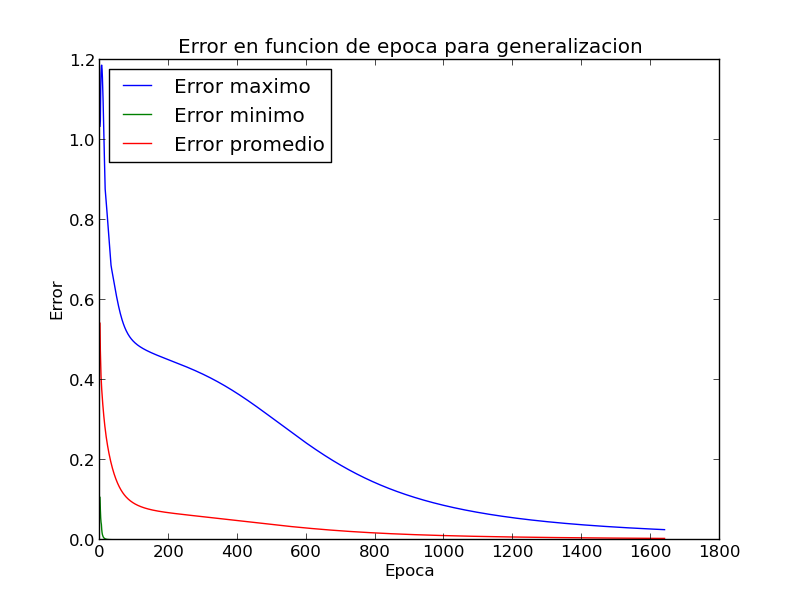 Error en funcion de epoca para generalizacion
1.2
1.0
0.8
0.6
0.4
0.2
0.0
Error
Error maximo
Error minimo
Error promedio
0 200 400 600 800 1000 1200 1400 1600 1800
Epoca